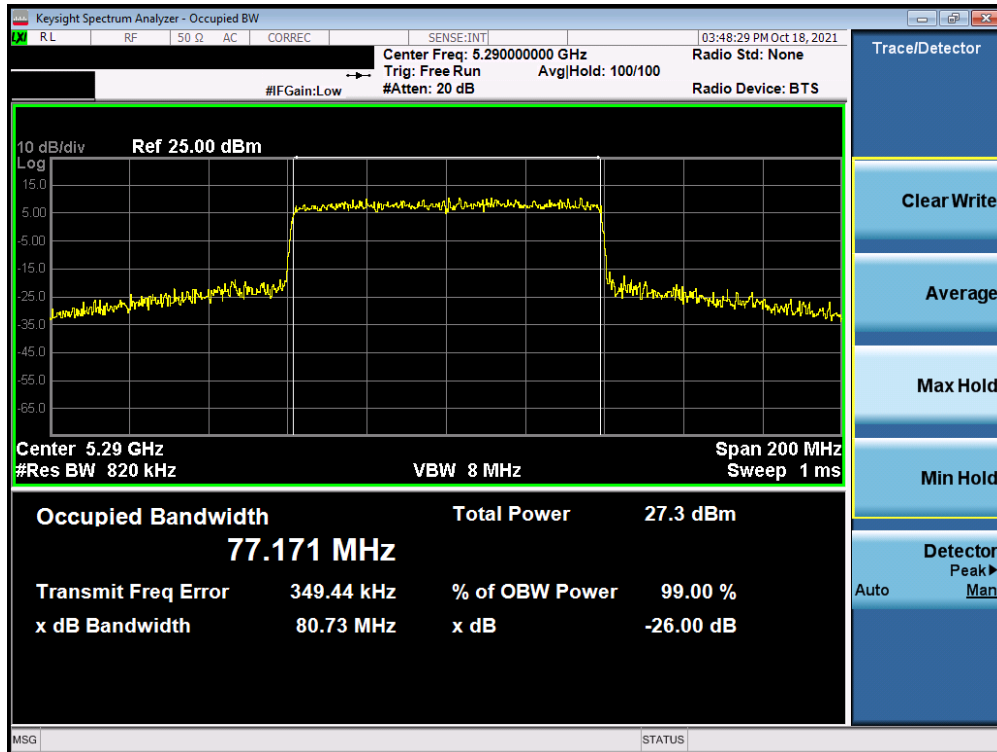 Keysight Spectrum Analyzer - Occupied BW
LXI RL RF 50 Ω AC CORREC SENSE:INT 03:48:29 PM Oct 18, 2021
Center Freq: 5.290000000 GHz Radio Std: None
Trig: Free Run Avg|Hold: 100/100
#IFGain:Low #Atten: 20 dB Radio Device: BTS
10 dB/div Ref 25.00 dBm
Log
15.0
5.00
-5.00
-15.0
-25.0
-35.0
-45.0
-55.0
-65.0
Center 5.29 GHz Span 200 MHz
#Res BW 820 kHz VBW 8 MHz Sweep 1 ms
Occupied Bandwidth Total Power 27.3 dBm
77.171 MHz
Transmit Freq Error 349.44 kHz % of OBW Power 99.00 %
x dB Bandwidth 80.73 MHz x dB -26.00 dB
MSG STATUS
Trace/Detector
Clear Write
Average
Max Hold
Min Hold
Detector
Peak▶
Auto Man